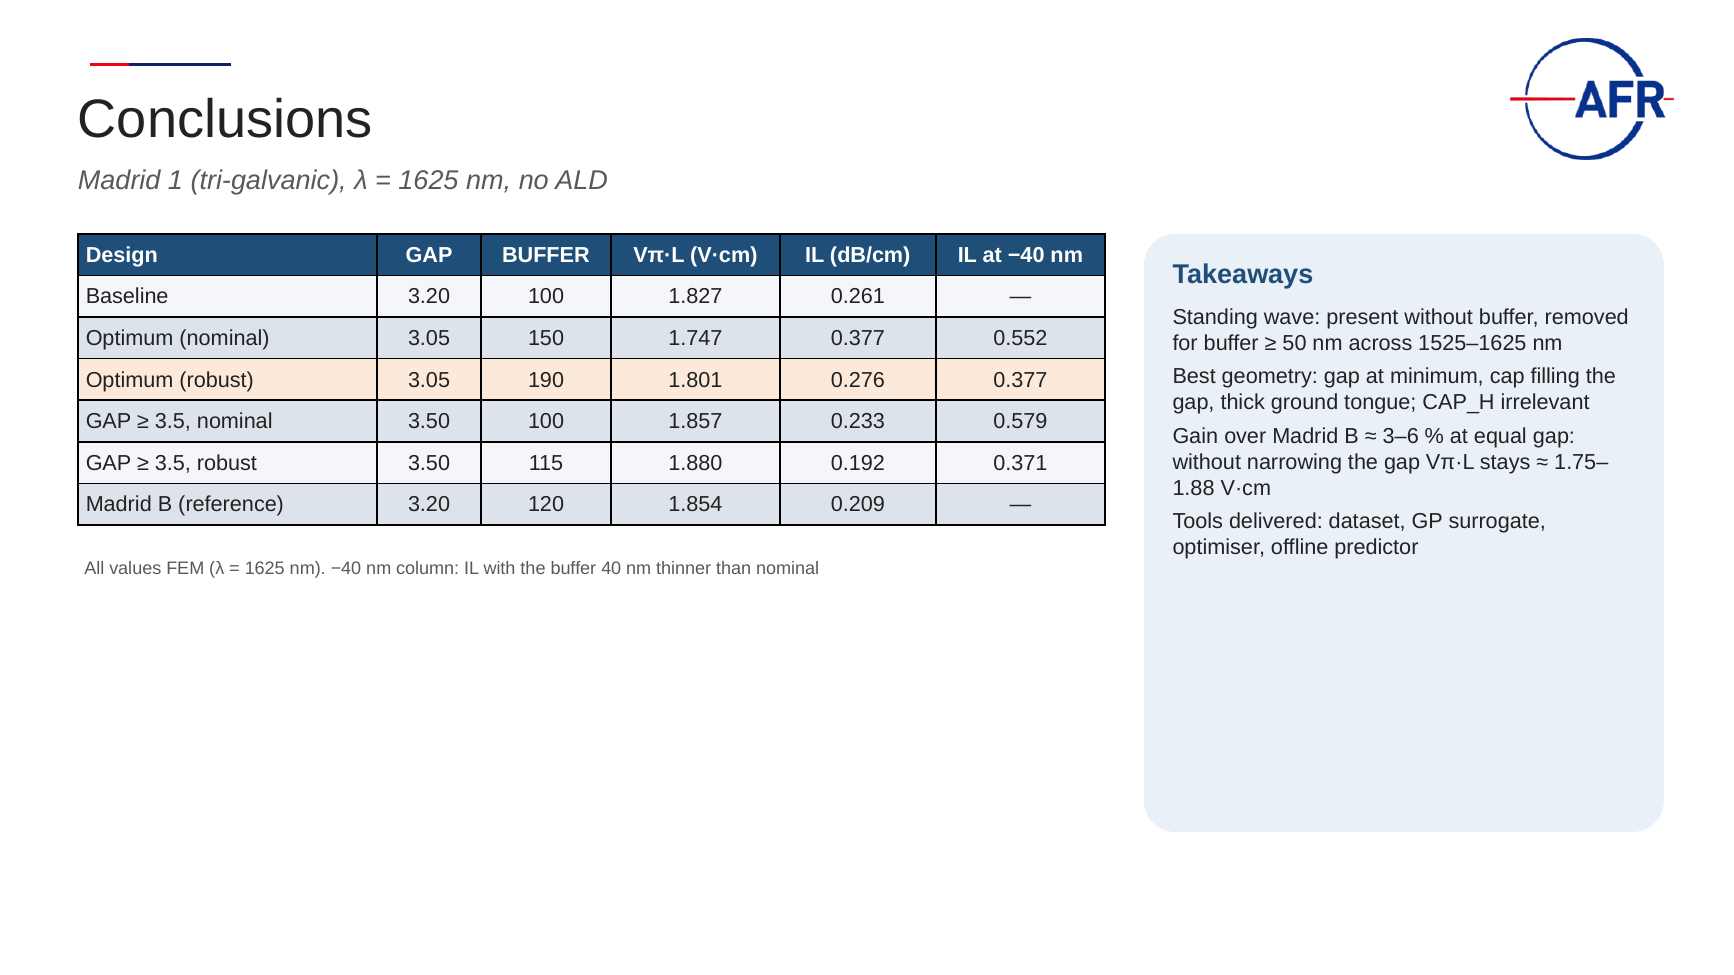 AFR
Conclusions
Madrid 1 (tri-galvanic), λ = 1625 nm, no ALD
Design GAP BUFFER Vπ·L (V·cm) IL (dB/cm) IL at −40 nm
Baseline 3.20 100 1.827 0.261 —
Optimum (nominal) 3.05 150 1.747 0.377 0.552
Optimum (robust) 3.05 190 1.801 0.276 0.377
GAP ≥ 3.5, nominal 3.50 100 1.857 0.233 0.579
GAP ≥ 3.5, robust 3.50 115 1.880 0.192 0.371
Madrid B (reference) 3.20 120 1.854 0.209 —
All values FEM (λ = 1625 nm). −40 nm column: IL with the buffer 40 nm thinner than nominal
Takeaways
Standing wave: present without buffer, removed
for buffer ≥ 50 nm across 1525–1625 nm
Best geometry: gap at minimum, cap filling the
gap, thick ground tongue; CAP_H irrelevant
Gain over Madrid B ≈ 3–6 % at equal gap:
without narrowing the gap Vπ·L stays ≈ 1.75–
1.88 V·cm
Tools delivered: dataset, GP surrogate,
optimiser, offline predictor